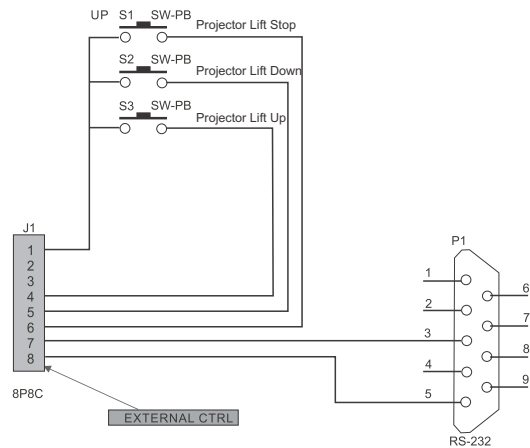 UP S1 SW-PB
Projector Lift Stop
S2 SW-PB
Projector Lift Down
S3 SW-PB
Projector Lift Up
J1
1
2
3
4
5
6
7
8
8P8C
EXTERNAL CTRL
P1
1
6
2
7
3
8
4
9
5
RS-232